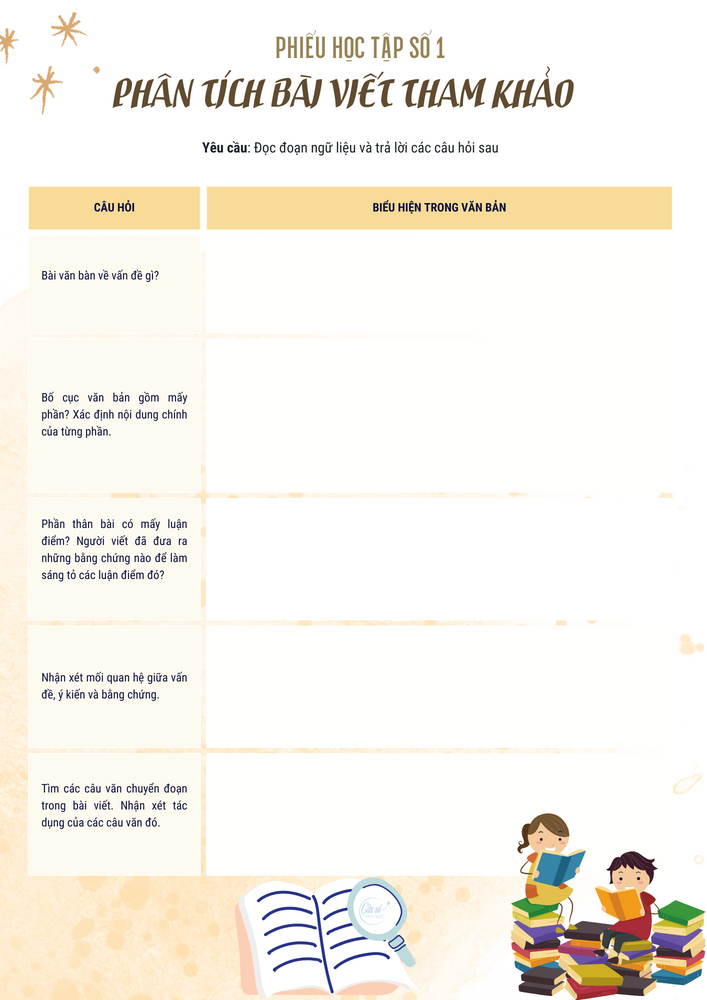 PHIẾU HỌC TẬP SỐ 1
PHÂN TÍCH BÀI VIẾT THAM KHẢO
Yêu cầu: Đọc đoạn ngữ liệu và trả lời các câu hỏi sau
CÂU HỎI
BIỂU HIỆN TRONG VĂN BẢN
Bài văn bàn về vấn đề gì?
Bố cục văn bản gồm mấy
phần? Xác định nội dung chính
của từng phần.
Phần thân bài có mấy luận
điểm? Người viết đã đưa ra
những bằng chứng nào để làm
sáng tỏ các luận điểm đó?
Nhận xét mối quan hệ giữa vấn
đề, ý kiến và bằng chứng.
Tìm các câu văn chuyển đoạn
trong bài viết. Nhận xét tác
dụng của các câu văn đó.